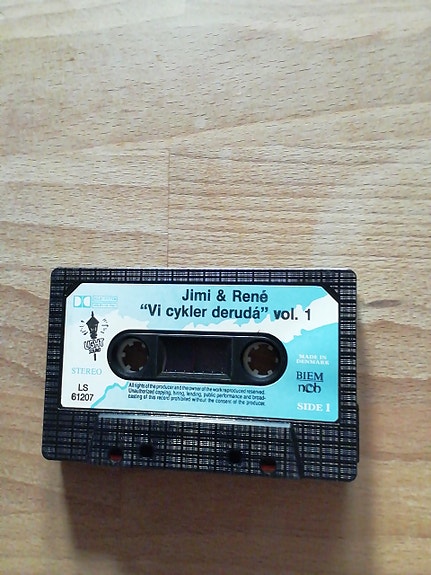 Jimi & René
"Vi cykler derudá" vol. 1
LIGHT
STEREO
LS
61207
All rights of the producer and the owner of the work reproduced reserved.
Unauthorized copying, hiring, lending, public performance and broad-
casting of this record prohibited without the consent of the producer.
MADE IN
DENMARK
BIEM
ncb
SIDE 1